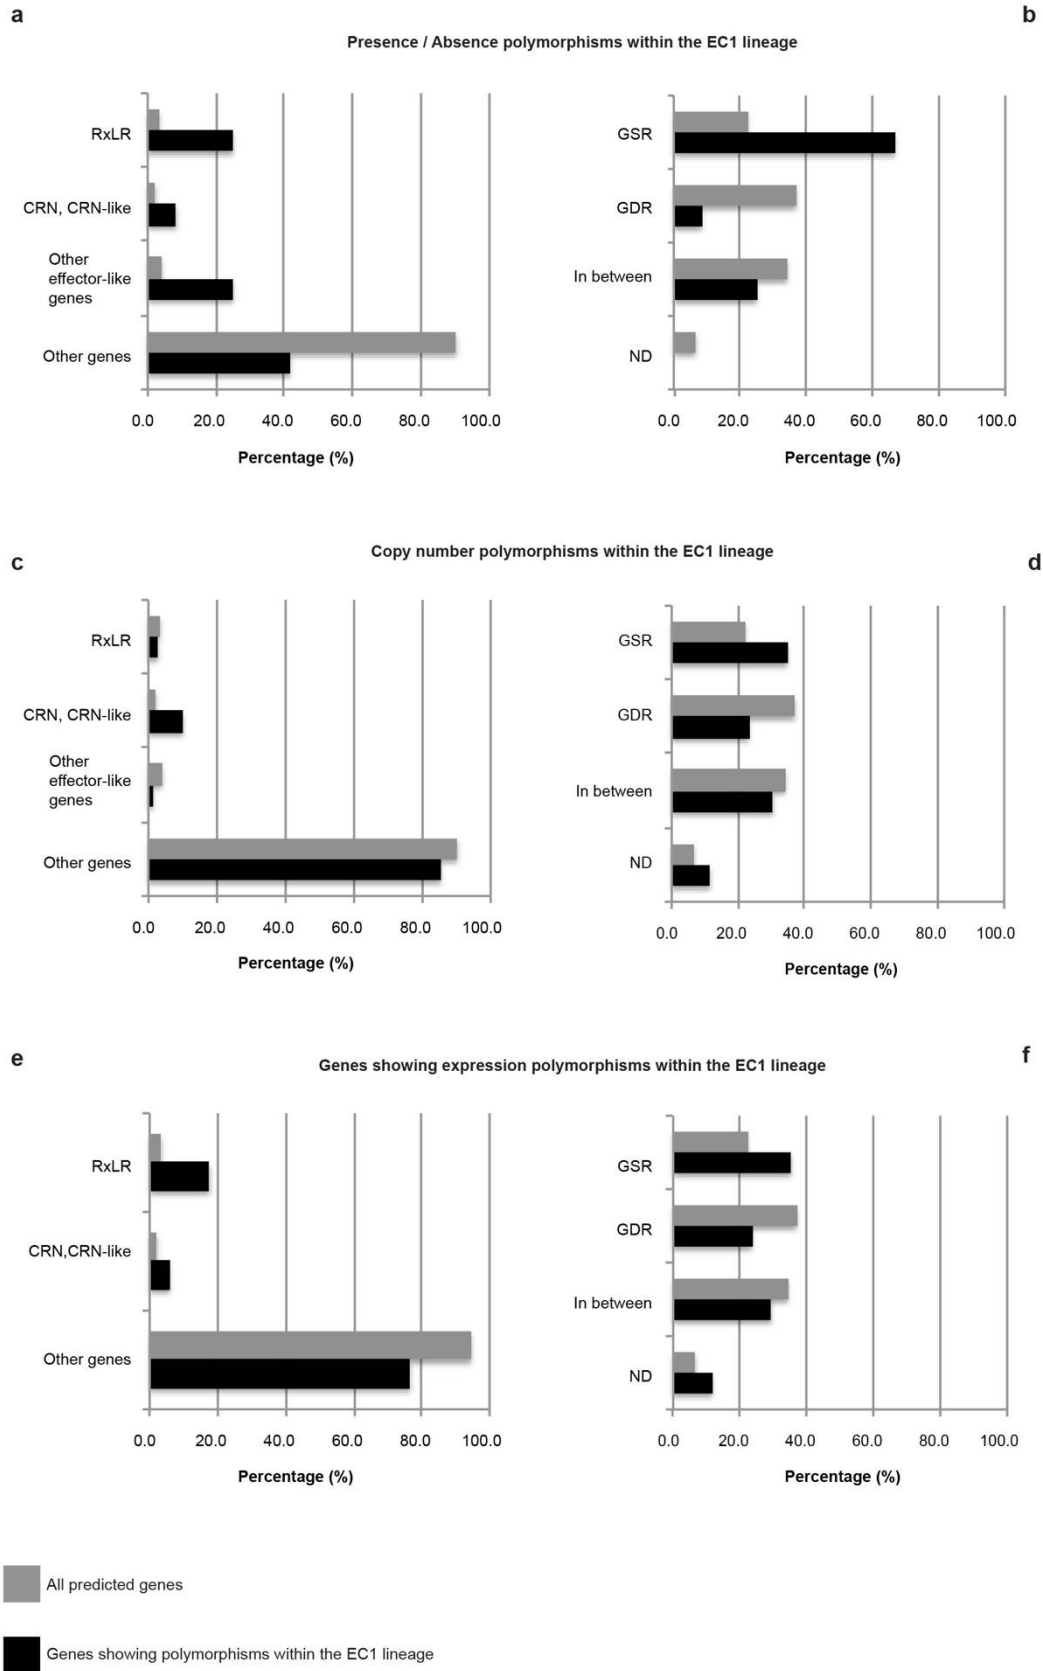 a
b
Presence / Absence polymorphisms within the EC1 lineage
RxLR
CRN, CRN-like
Other
effector-like
genes
Other genes
0.0 20.0 40.0 60.0 80.0 100.0
Percentage (%)
GSR
GDR
In between
ND
0.0 20.0 40.0 60.0 80.0 100.0
Percentage (%)
c
d
Copy number polymorphisms within the EC1 lineage
RxLR
CRN, CRN-like
Other
effector-like
genes
Other genes
0.0 20.0 40.0 60.0 80.0 100.0
Percentage (%)
GSR
GDR
In between
ND
0.0 20.0 40.0 60.0 80.0 100.0
Percentage (%)
e
f
Genes showing expression polymorphisms within the EC1 lineage
RxLR
CRN,CRN-like
Other genes
0.0 20.0 40.0 60.0 80.0 100.0
Percentage (%)
GSR
GDR
In between
ND
0.0 20.0 40.0 60.0 80.0 100.0
Percentage (%)
All predicted genes
Genes showing polymorphisms within the EC1 lineage